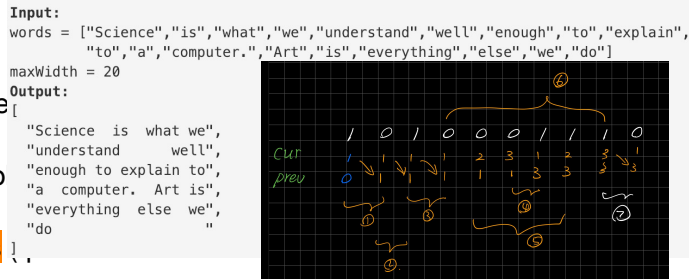 Input:
words = ["Science","is","what","we","understand","well","enough","to","explain",
"to","a","computer.","Art","is","everything","else","we","do"]
maxWidth = 20
Output:
[
"Science  is  what we",
"understand      well",
"enough to explain to",
"a  computer.  Art is",
"everything  else  we",
"do                  "
]
⑥
1 0 1 0 0 0 1 1 1 0
Cur 1 1 1 1 2 3 1 2 3 1
prev 0 1 1 1 1 1 3 3 3 3
① ③ ④ ⑦
② ⑤